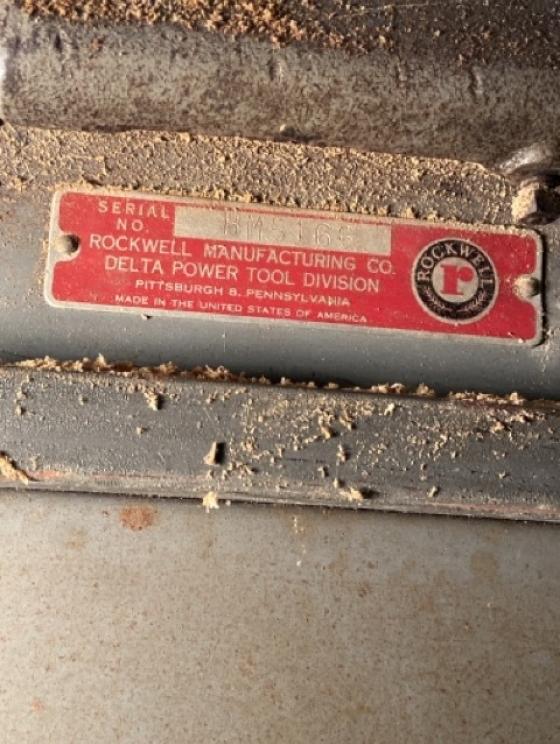 SERIAL
NO.
ROCKWELL MANUFACTURING CO.
DELTA POWER TOOL DIVISION
PITTSBURGH 8, PENNSYLVANIA
MADE IN THE UNITED STATES OF AMERICA
ROCKWELL
r